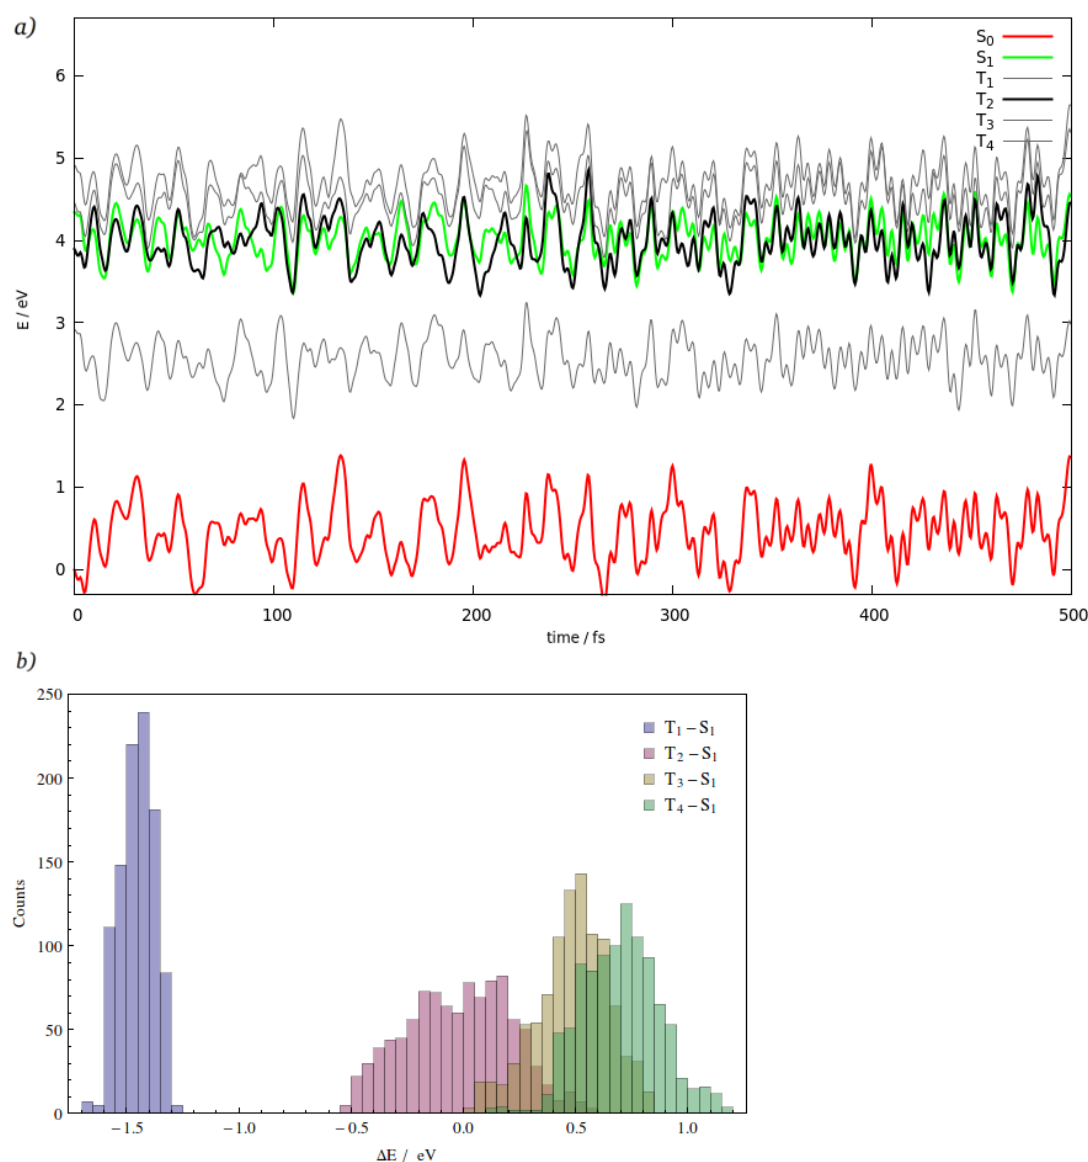 a)
S0
S1
T1
T2
T3
T4
6
5
4
3
2
1
0
E / eV
0 100 200 300 400 500
time / fs
b)
250
200
150
100
50
0
Counts
T1 – S1
T2 – S1
T3 – S1
T4 – S1
−1.5 −1.0 −0.5 0.0 0.5 1.0
ΔE / eV